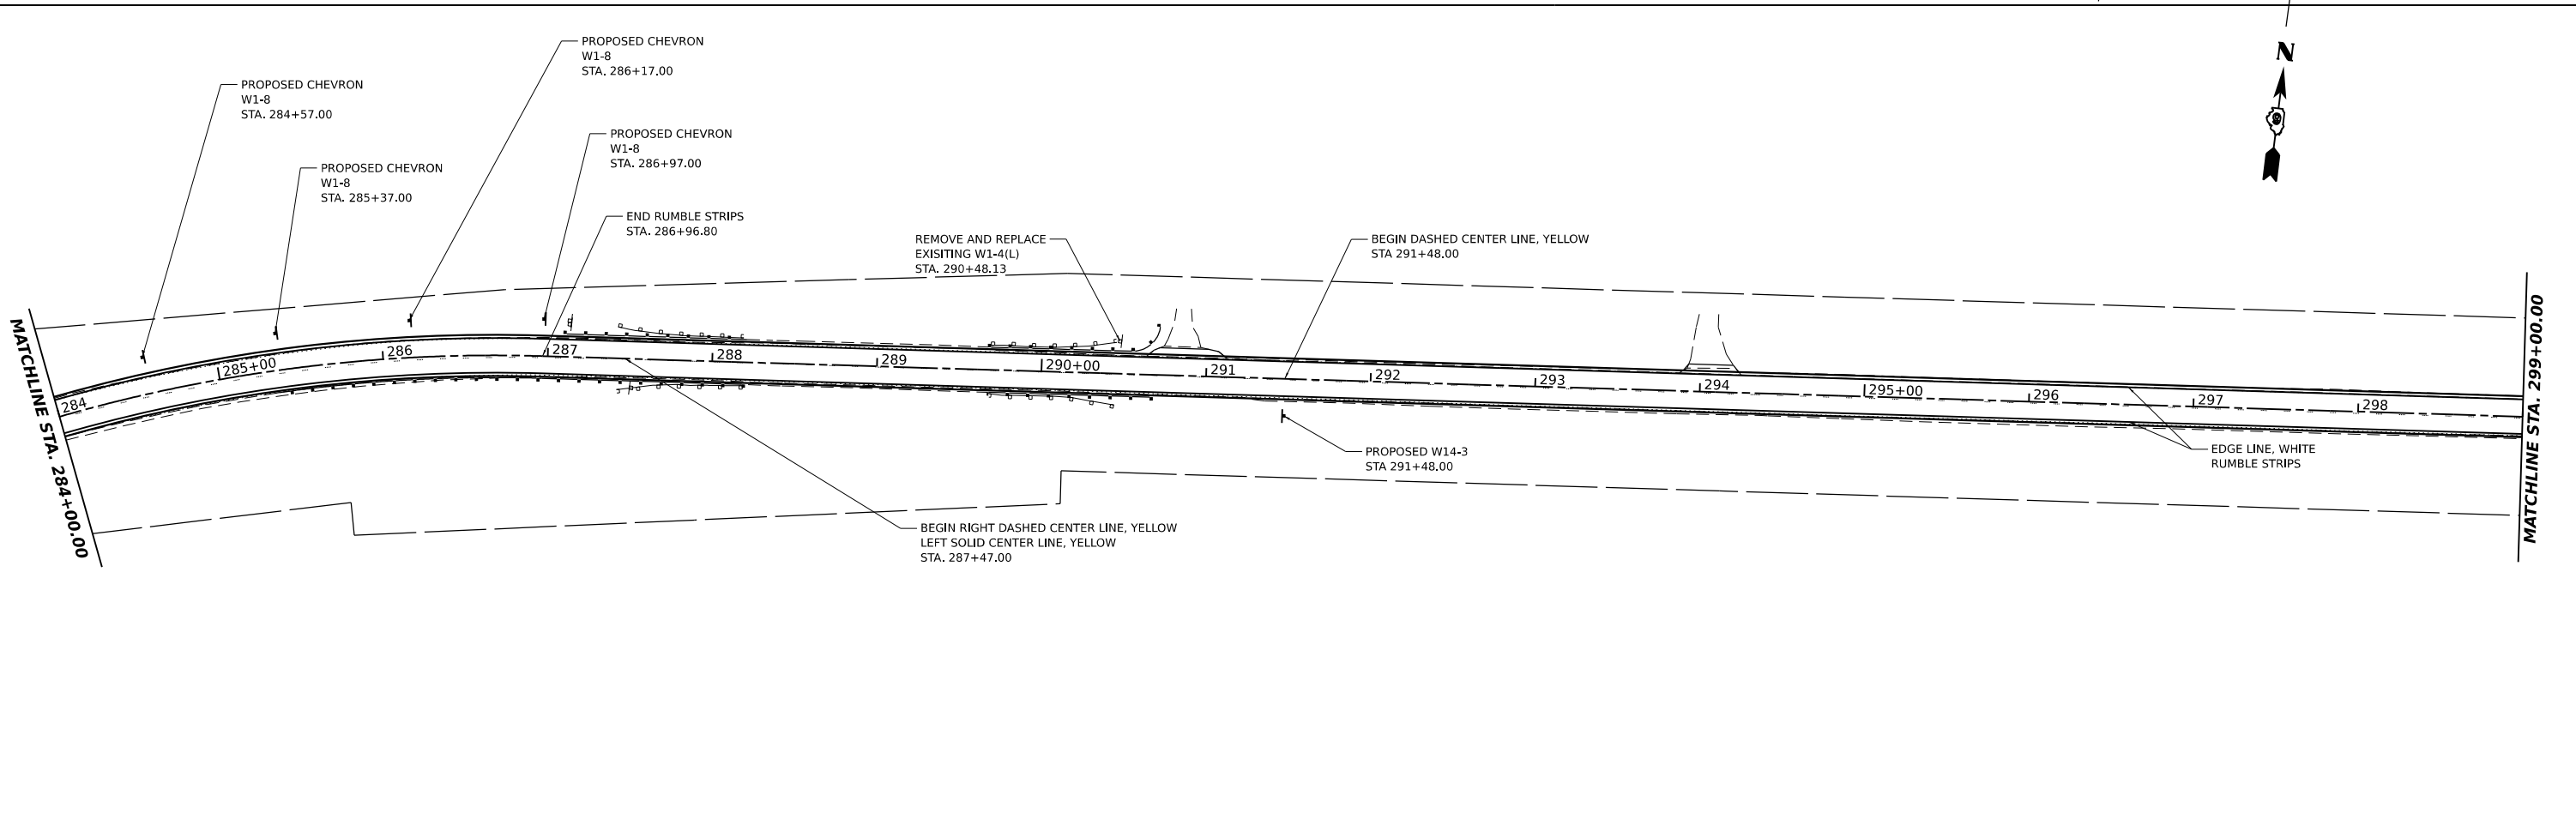 PROPOSED CHEVRON
W1-8
STA. 286+17.00
N
PROPOSED CHEVRON
W1-8
STA. 284+57.00
PROPOSED CHEVRON
W1-8
STA. 286+97.00
PROPOSED CHEVRON
W1-8
STA. 285+37.00
END RUMBLE STRIPS
STA. 286+96.80
REMOVE AND REPLACE
EXISITING W1-4(L)
STA. 290+48.13
BEGIN DASHED CENTER LINE, YELLOW
STA 291+48.00
MATCHLINE STA. 284+00.00
284
285+00
286
287
288
289
290+00
291
292
293
294
295+00
296
297
298
MATCHLINE STA. 299+00.00
PROPOSED W14-3
STA 291+48.00
EDGE LINE, WHITE
RUMBLE STRIPS
BEGIN RIGHT DASHED CENTER LINE, YELLOW
LEFT SOLID CENTER LINE, YELLOW
STA. 287+47.00